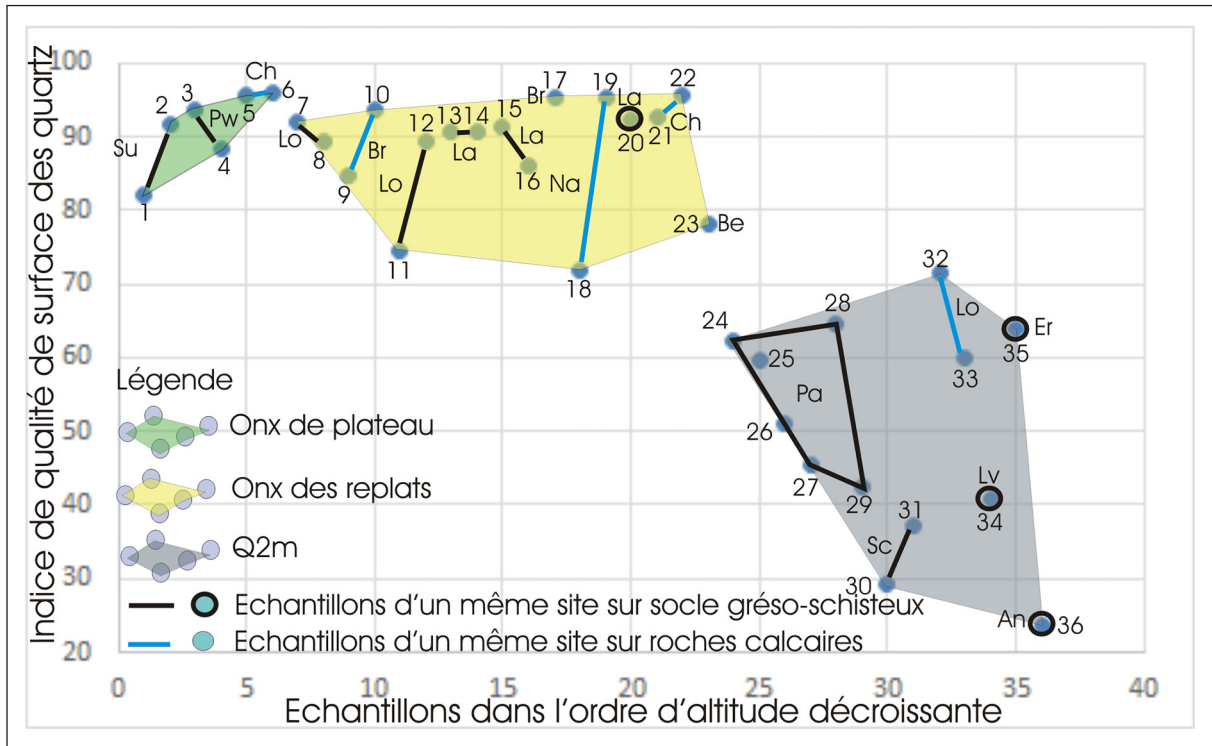 Indice de qualité de surface des quartz
100
90
80
70
60
50
40
30
20
0 5 10 15 20 25 30 35 40
Echantillons dans l'ordre d'altitude décroissante
Su
1
2
3
Pw
4
5
Ch
6
7
Lo
8
9
10
Br
Lo
11
12
13
14
La
15
La
16
Br
17
Na
18
19
La
20
21
Ch
22
23
Be
24
25
26
27
28
Pa
29
30
Sc
31
32
Lo
33
Lv
34
Er
35
An
36
Légende
Onx de plateau
Onx des replats
Q2m
Echantillons d'un même site sur socle gréso-schisteux
Echantillons d'un même site sur roches calcaires